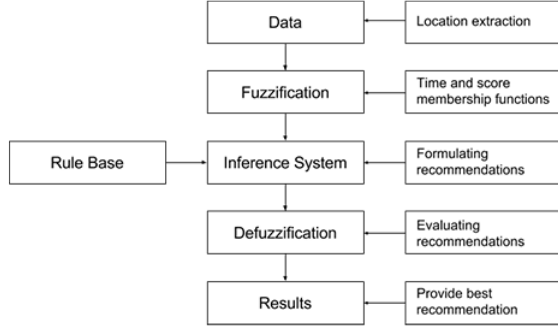 Data
Location extraction
Fuzzification
Time and score
membership functions
Rule Base
Inference System
Formulating
recommendations
Defuzzification
Evaluating
recommendations
Results
Provide best
recommendation